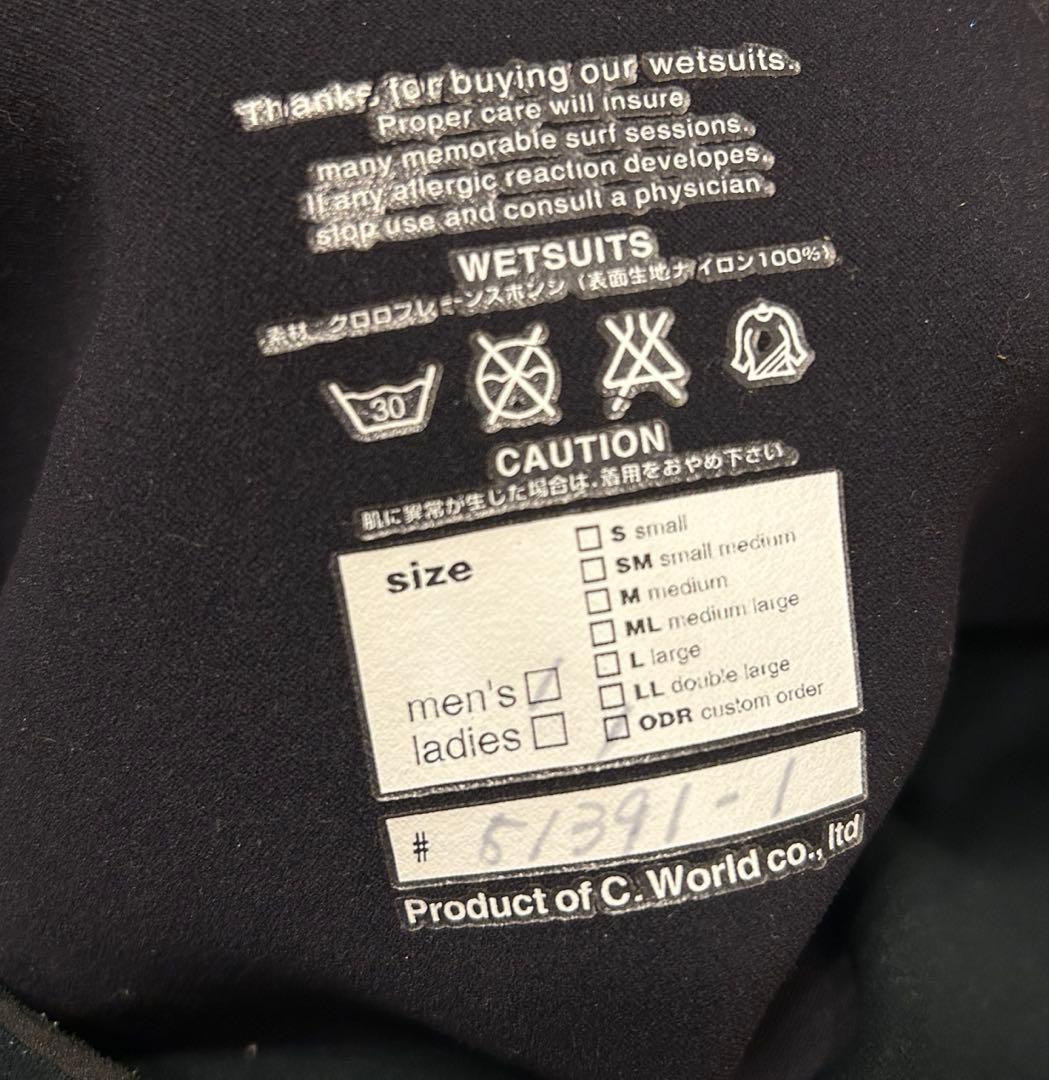 Thanks for buying our wetsuits.
Proper care will insure
many memorable surf sessions.
If any allergic reaction developes,
stop use and consult a physician.
WETSUITS
素材 クロロプレーンスポンジ（表面生地ナイロン100%）
30
CAUTION
肌に異常が生じた場合は、着用をおやめ下さい。
size
men's
ladies
S small
SM small medium
M medium
ML medium large
L large
LL double large
ODR custom order
# 51391-1
Product of C. World co., ltd